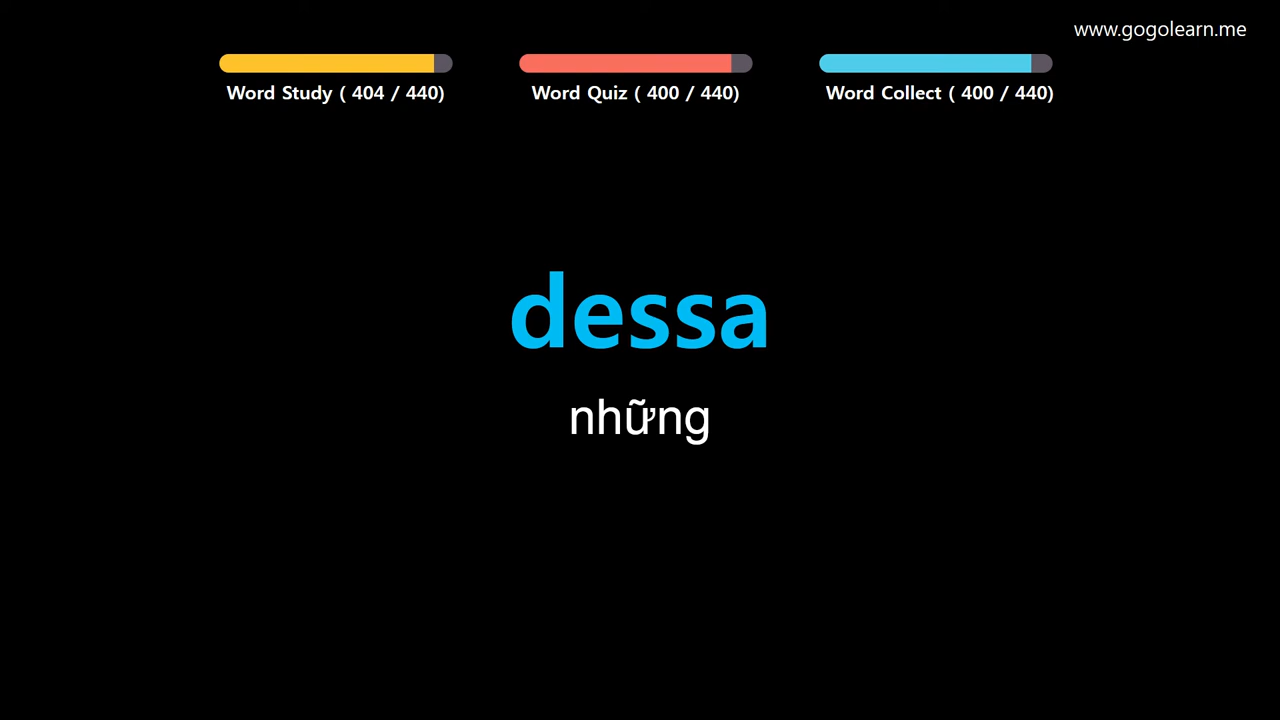 www.gogolearn.me
Word Study ( 404 / 440)
Word Quiz ( 400 / 440)
Word Collect ( 400 / 440)
dessa
những